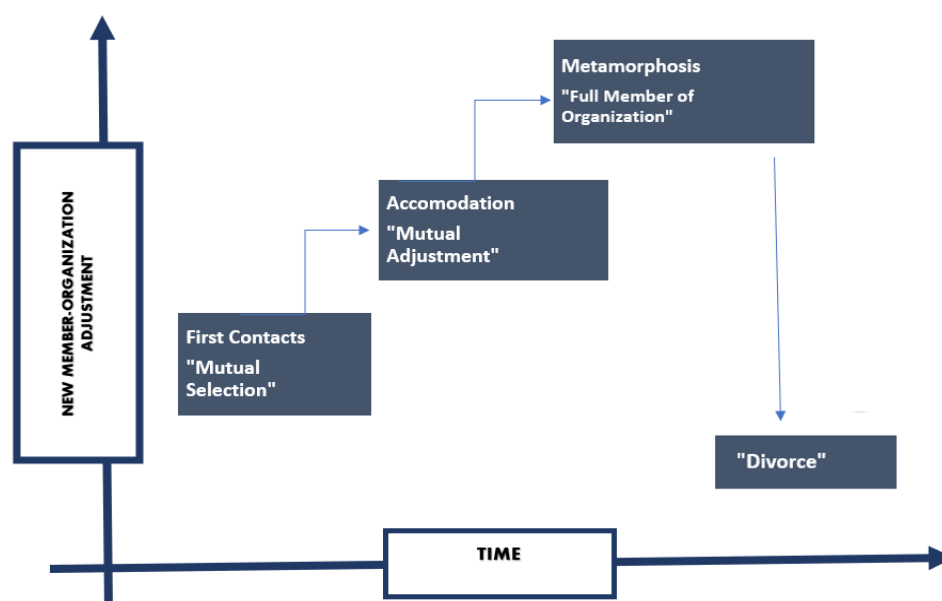 Metamorphosis
"Full Member of
Organization"
NEW MEMBER-ORGANIZATION
ADJUSTMENT
Accomodation
"Mutual
Adjustment"
First Contacts
"Mutual
Selection"
"Divorce"
TIME